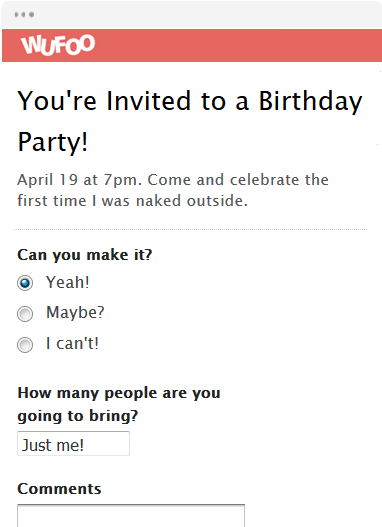 WUFOO
You're Invited to a Birthday
Party!
April 19 at 7pm. Come and celebrate the
first time I was naked outside.
Can you make it?
Yeah!
Maybe?
I can't!
How many people are you
going to bring?
Just me!
Comments